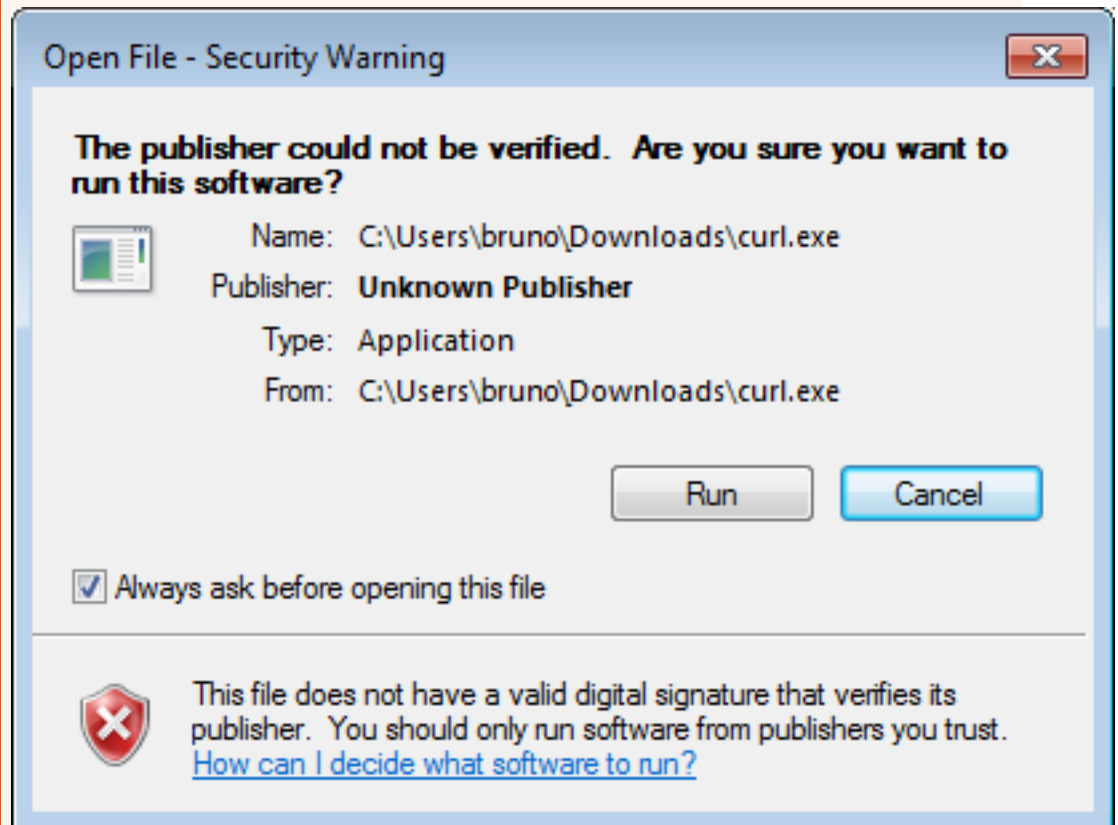 Open File - Security Warning
The publisher could not be verified.  Are you sure you want to
run this software?
Name: C:\Users\bruno\Downloads\curl.exe
Publisher: Unknown Publisher
Type: Application
From: C:\Users\bruno\Downloads\curl.exe
Run Cancel
Always ask before opening this file
This file does not have a valid digital signature that verifies its
publisher.  You should only run software from publishers you trust.
How can I decide what software to run?